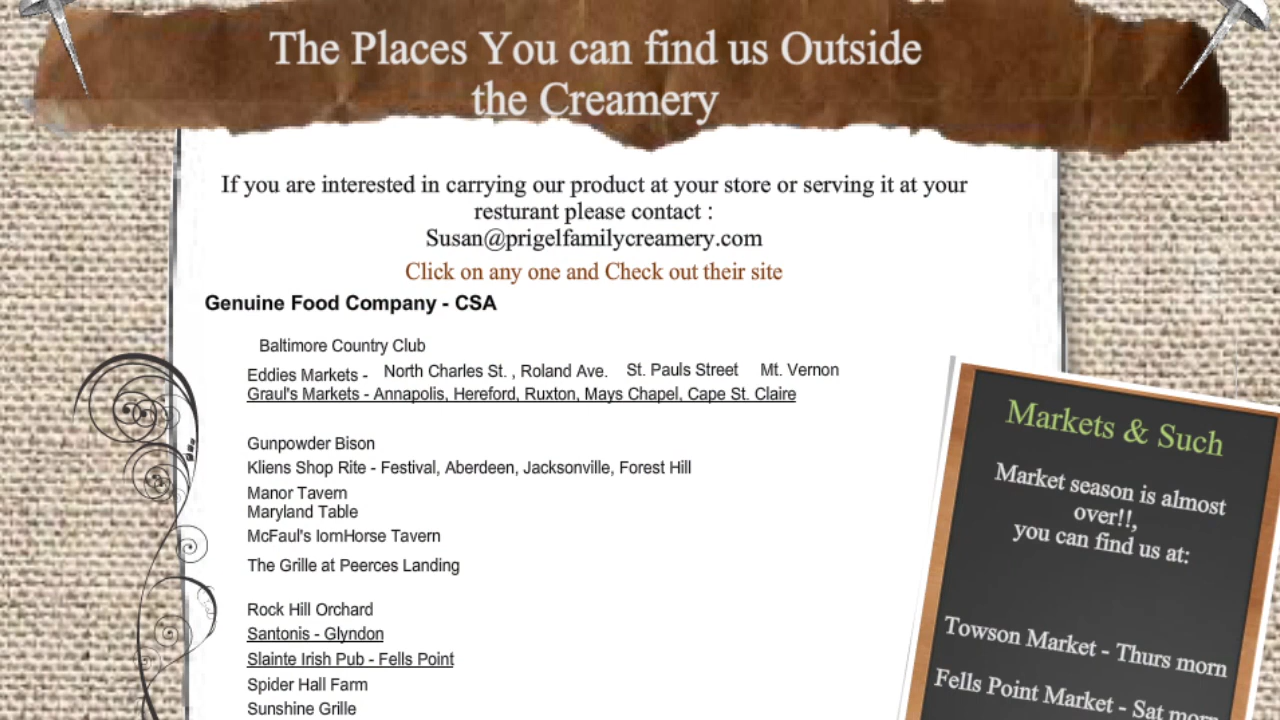 The Places You can find us Outside
the Creamery
If you are interested in carrying our product at your store or serving it at your
resturant please contact :
Susan@prigelfamilycreamery.com
Click on any one and Check out their site
Genuine Food Company - CSA
Baltimore Country Club
Eddies Markets - North Charles St. , Roland Ave. St. Pauls Street Mt. Vernon
Graul's Markets - Annapolis, Hereford, Ruxton, Mays Chapel, Cape St. Claire
Gunpowder Bison
Kliens Shop Rite - Festival, Aberdeen, Jacksonville, Forest Hill
Manor Tavern
Maryland Table
McFaul's IornHorse Tavern
The Grille at Peerces Landing
Rock Hill Orchard
Santonis - Glyndon
Slainte Irish Pub - Fells Point
Spider Hall Farm
Sunshine Grille
Markets & Such
Market season is almost
over!!,
you can find us at:
Towson Market - Thurs morn
Fells Point Market - Sat morn